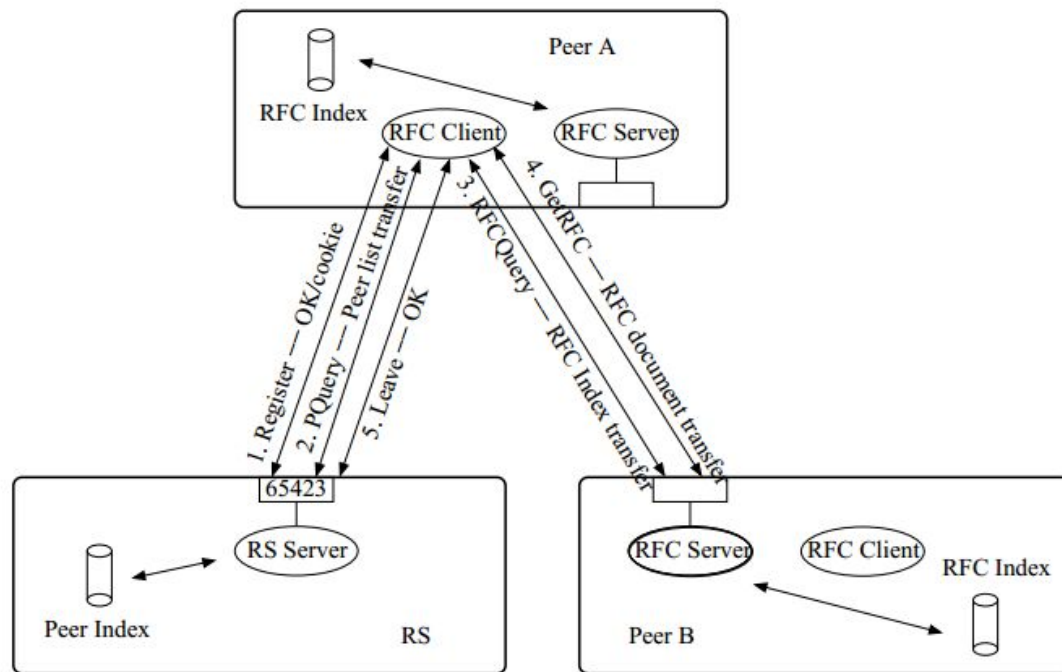 Peer A
RFC Index
RFC Client
RFC Server
1. Register ---- OK/cookie
2. PQuery ---- Peer list transfer
5. Leave ---- OK
3. RFCQuery ---- RFC Index transfer
4. GetRFC ---- RFC document transfer
65423
RS Server
Peer Index
RS
RFC Server
RFC Client
RFC Index
Peer B